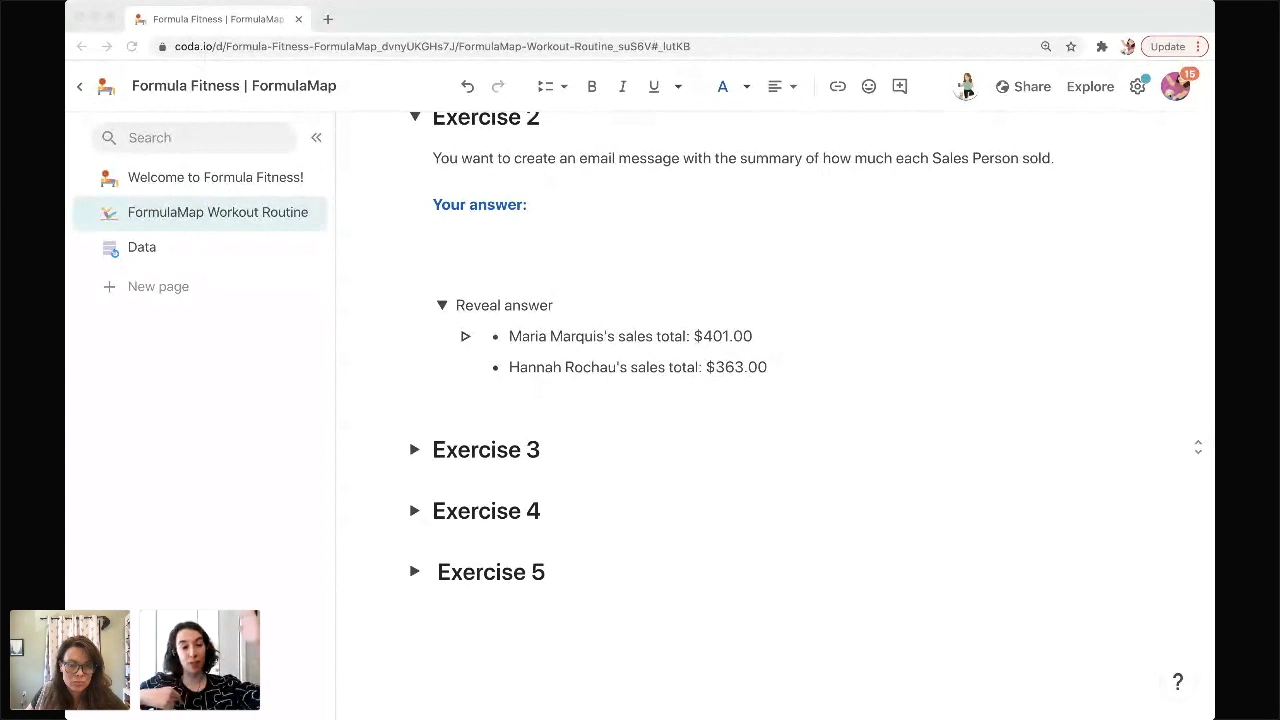 Formula Fitness | FormulaMap
coda.io/d/Formula-Fitness-FormulaMap_dvnyUKGHs7J/FormulaMap-Workout-Routine_suS6V#_lutKB
Update
Formula Fitness | FormulaMap
B I U A
Share
Explore
15
Search
Welcome to Formula Fitness!
FormulaMap Workout Routine
Data
New page
Exercise 2
You want to create an email message with the summary of how much each Sales Person sold.
Your answer:
Reveal answer
Maria Marquis's sales total: $401.00
Hannah Rochau's sales total: $363.00
Exercise 3
Exercise 4
Exercise 5
?